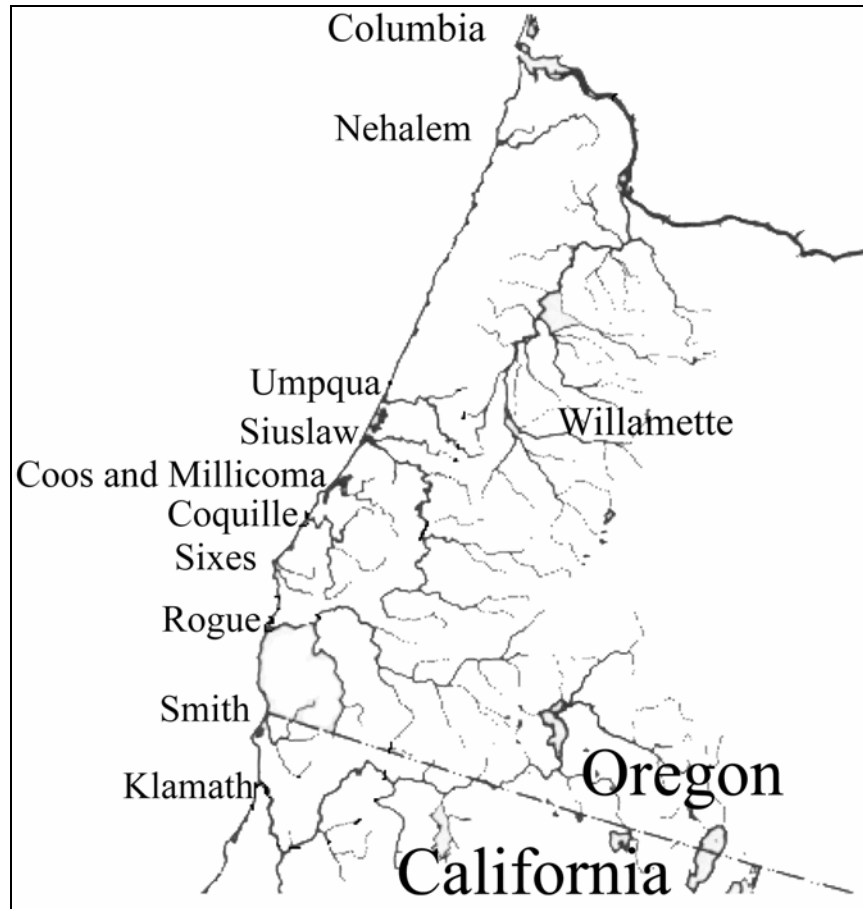 Columbia
Nehalem
Umpqua
Siuslaw
Willamette
Coos and Millicoma
Coquille
Sixes
Rogue
Smith
Klamath
Oregon
California